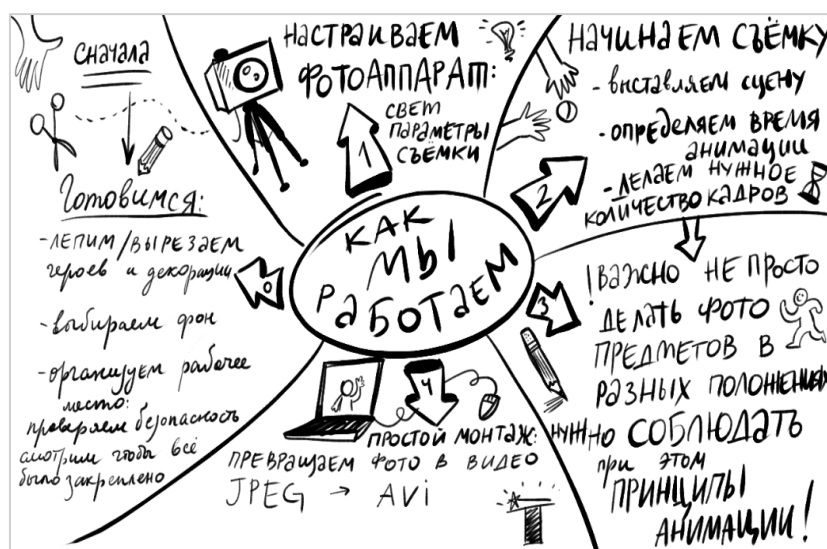 КАК
МЫ
РАБОТАЕМ
0
СНАЧАЛА
Готовимся:
-ЛЕПИМ/ВЫРЕЗАЕМ
героев и декорации
-выбираем фон
-организуем рабочее
место:
проверяем безопасность
смотрим чтобы всё
было закреплено
1
НАСТРАИВАЕМ
ФОТОАППАРАТ:
СВЕТ
ПАРАМЕТРЫ
СЪЁМКИ
2
НАЧИНАЕМ СЪЁМКУ
- выставляем сцену
- определяем время
анимации
- ДЕЛАЕМ НУЖНОЕ
КОЛИЧЕСТВО КАДРОВ
3
! ВАЖНО НЕ ПРОСТО
ДЕЛАТЬ ФОТО
ПРЕДМЕТОВ В
РАЗНЫХ ПОЛОЖЕНИЯХ
НУЖНО СОБЛЮДАТЬ
при этом
ПРИНЦИПЫ
АНИМАЦИИ!
4
ПРОСТОЙ МОНТАЖ:
ПРЕВРАЩАЕМ ФОТО В ВИДЕО
JPEG → AVi